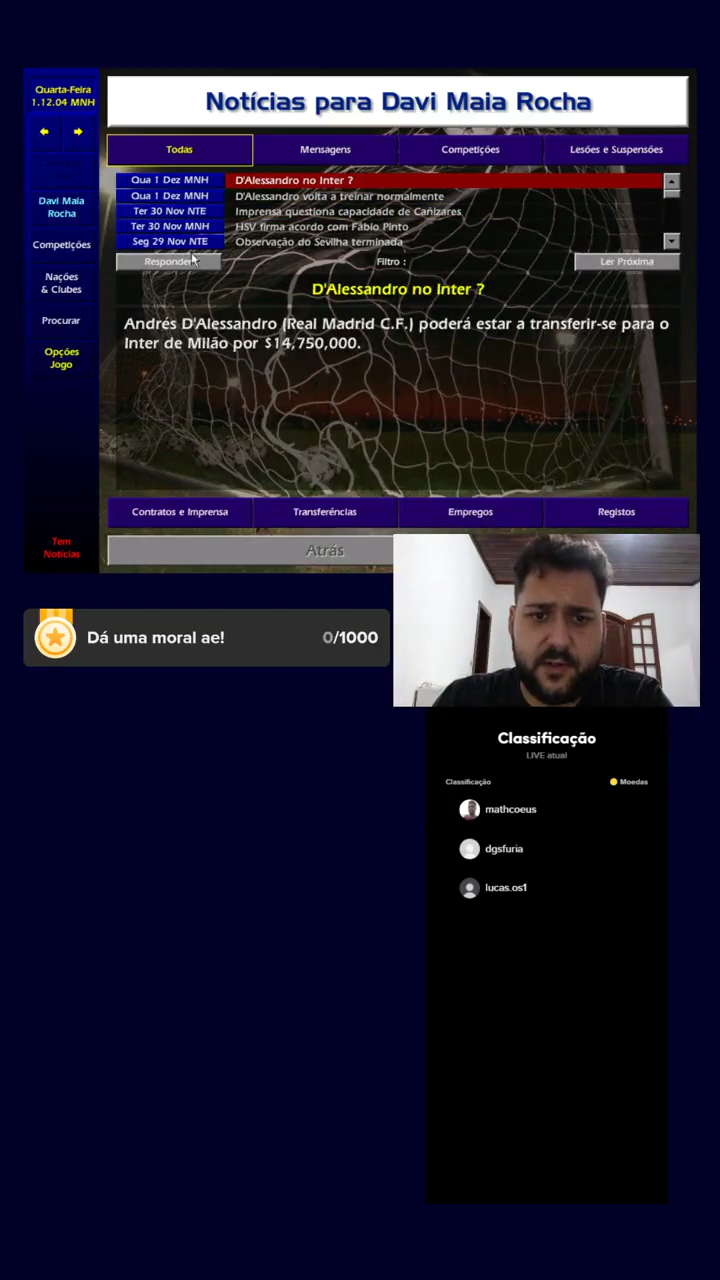 Quarta-Feira
1.12.04 MNH
Notícias para Davi Maia Rocha
Todas
Mensagens
Competições
Lesões e Suspensões
Davi Maia
Rocha
Competições
Nações
& Clubes
Procurar
Opções
Jogo
Tem
Notícias
Qua 1 Dez MNH D'Alessandro no Inter ?
Qua 1 Dez MNH D'Alessandro volta a treinar normalmente
Ter 30 Nov NTE Imprensa questiona capacidade de Cañizares
Ter 30 Nov MNH HSV firma acordo com Fábio Pinto
Seg 29 Nov NTE Observação do Sevilha terminada
Responder
Filtro :
Ler Próxima
D'Alessandro no Inter ?
Andrés D'Alessandro (Real Madrid C.F.) poderá estar a transferir-se para o
Inter de Milão por $14,750,000.
Contratos e Imprensa
Transferências
Empregos
Registos
Atrás
Dá uma moral ae!
0/1000
Classificação
LIVE atual
Classificação
Moedas
mathcoeus
dgsfuria
lucas.os1